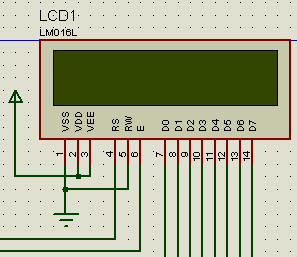 LCD1
LM016L
VSS VDD VEE RS RW E D0 D1 D2 D3 D4 D5 D6 D7
1 2 3 4 5 6 7 8 9 10 11 12 13 14